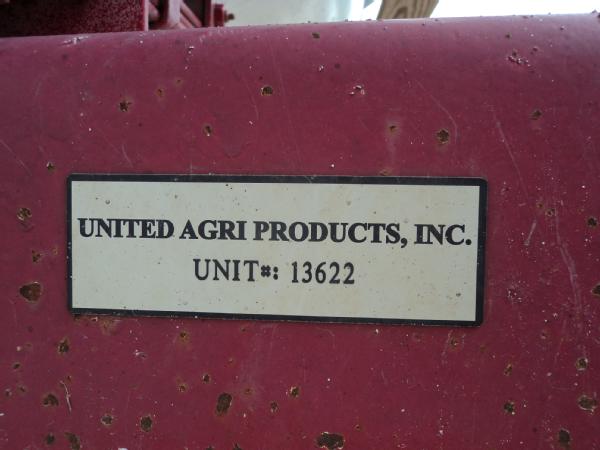 UNITED AGRI PRODUCTS, INC.
UNIT#: 13622